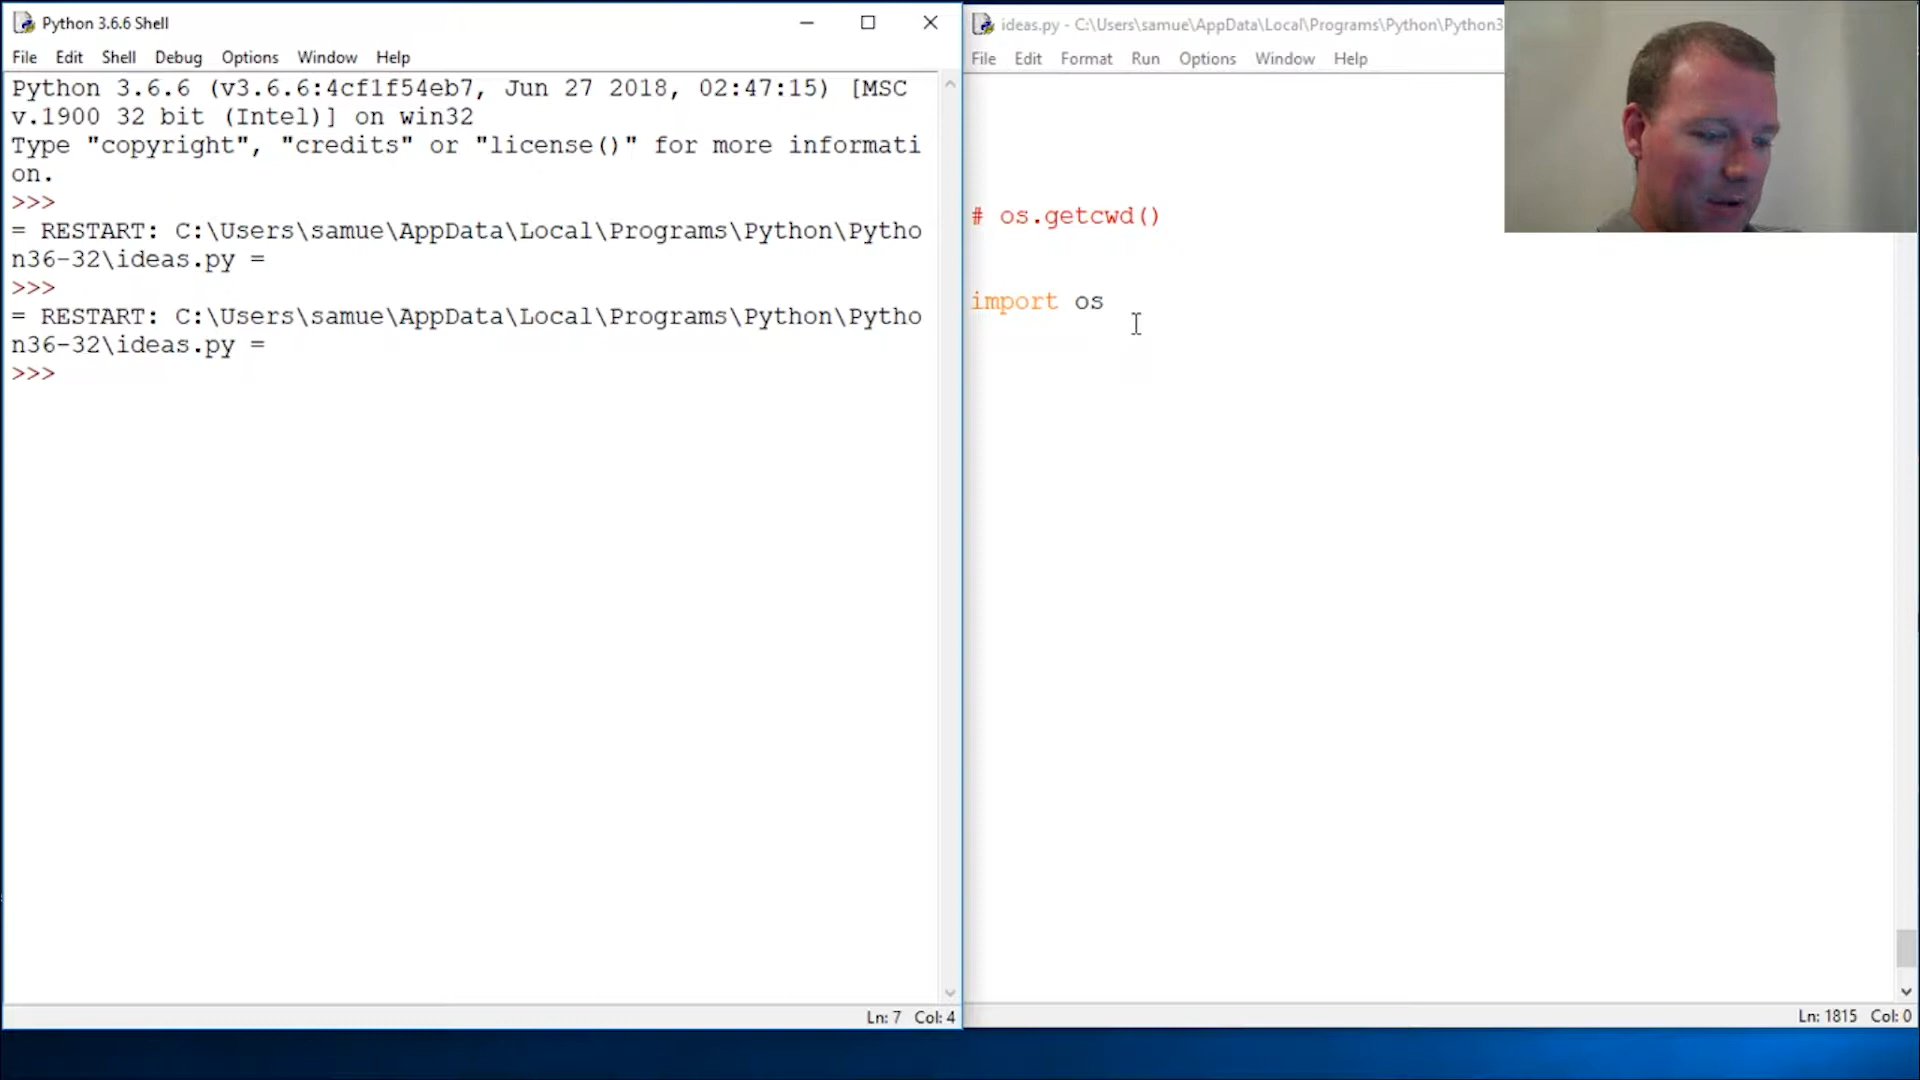 Python 3.6.6 Shell
File Edit Shell Debug Options Window Help
Python 3.6.6 (v3.6.6:4cf1f54eb7, Jun 27 2018, 02:47:15) [MSC
v.1900 32 bit (Intel)] on win32
Type "copyright", "credits" or "license()" for more informati
on.
>>>
= RESTART: C:\Users\samue\AppData\Local\Programs\Python\Pytho
n36-32\ideas.py =
>>>
= RESTART: C:\Users\samue\AppData\Local\Programs\Python\Pytho
n36-32\ideas.py =
>>>
Ln: 7 Col: 4
ideas.py - C:\Users\samue\AppData\Local\Programs\Python\Python3
File Edit Format Run Options Window Help
# os.getcwd()
import os
Ln: 1815 Col: 0